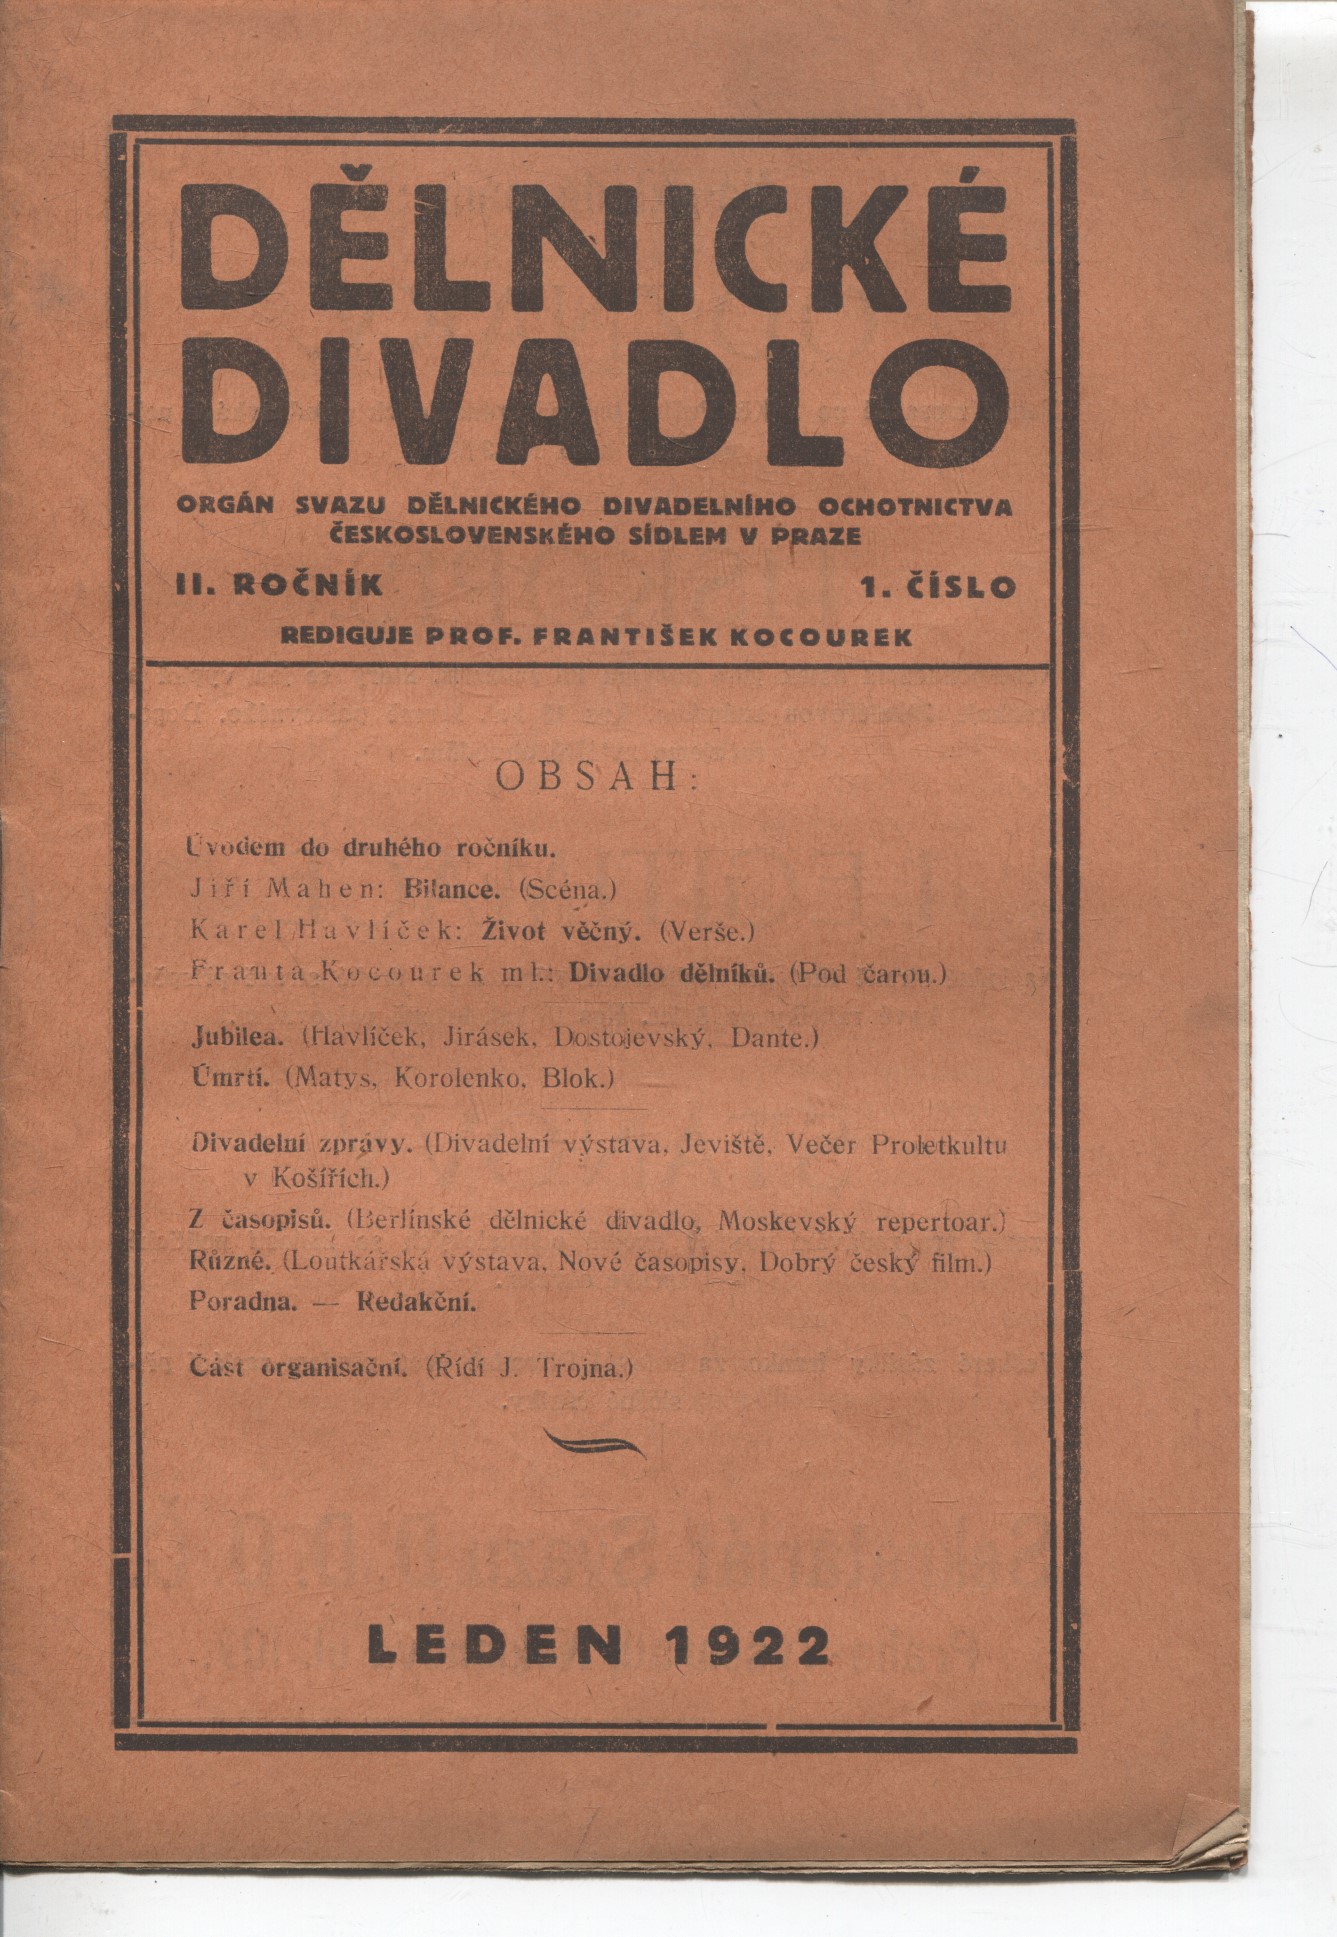 DĚLNICKÉ
DIVADLO
ORGÁN SVAZU DĚLNICKÉHO DIVADELNÍHO OCHOTNICTVA
ČESKOSLOVENSKÉHO SÍDLEM V PRAZE
II. ROČNÍK 1. ČÍSLO
REDIGUJE PROF. FRANTIŠEK KOCOUREK
OBSAH:
Úvodem do druhého ročníku.
Jiří Mahen: Bilance. (Scéna.)
Karel Havlíček: Život věčný. (Verše.)
Franta Kocourek ml.: Divadlo dělníků. (Pod čarou.)
Jubilea. (Havlíček, Jirásek, Dostojevský, Dante.)
Úmrtí. (Matys, Korolenko, Blok.)
Divadelní zprávy. (Divadelní výstava, Jeviště, Večer Proletkultu
v Košířích.)
Z časopisů. (Berlínské dělnické divadlo, Moskevský repertoar.)
Různé. (Loutkářská výstava, Nové časopisy, Dobrý český film.)
Poradna. — Redakční.
Část organisační. (Řídí J. Trojna.)
LEDEN 1922